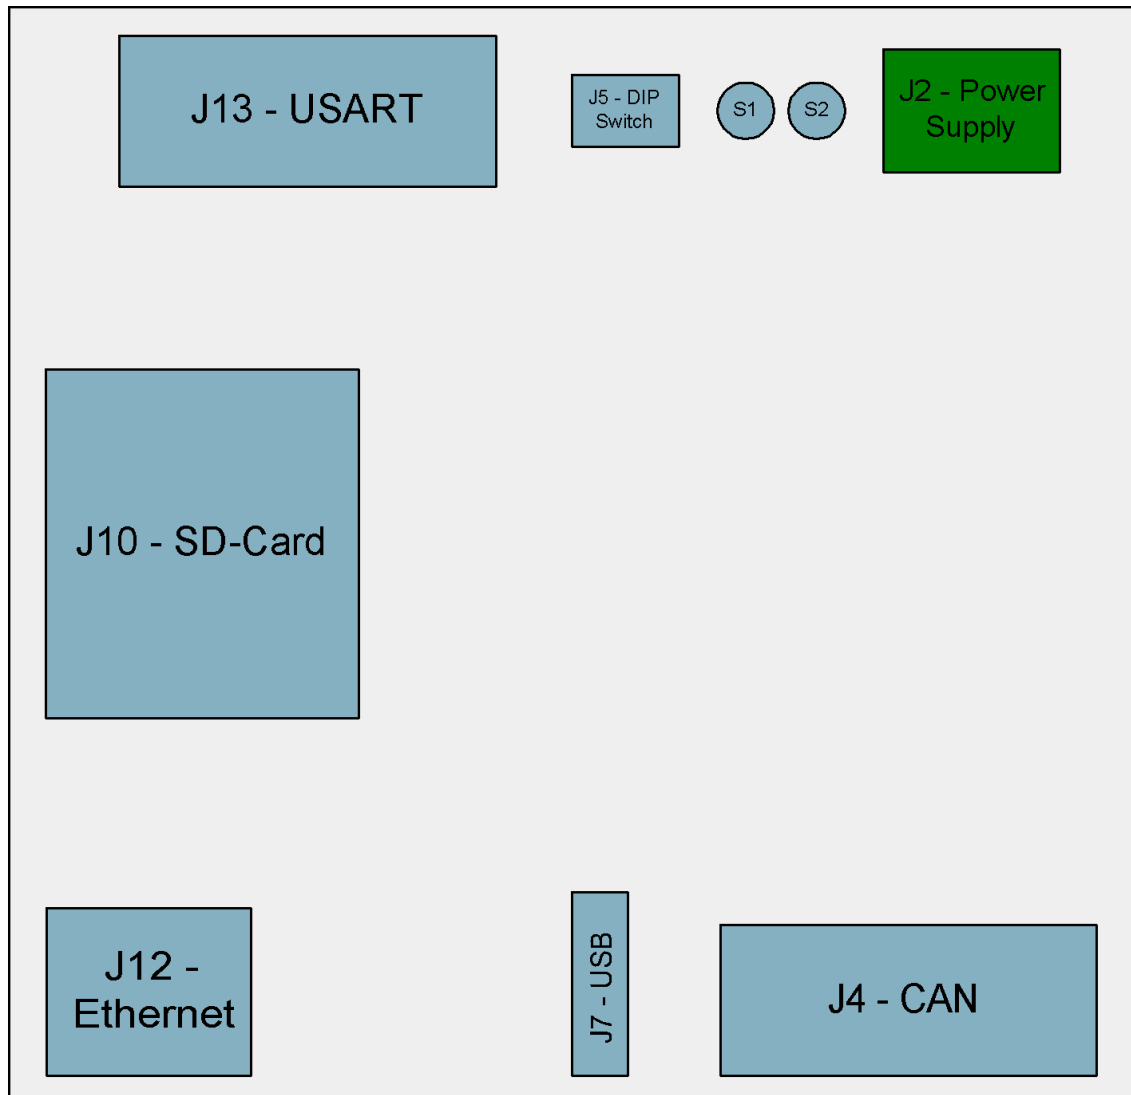 J13 - USART
J5 - DIP
Switch
S1
S2
J2 - Power
Supply
J10 - SD-Card
J12 -
Ethernet
J7 - USB
J4 - CAN